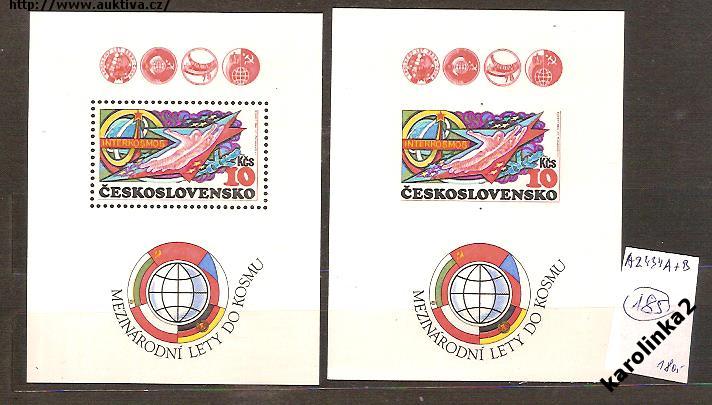 http://www.auktiva.cz/
INTERKOSMOS
10
Kčs
ČESKOSLOVENSKO
MEZINÁRODNÍ LETY DO KOSMU
INTERKOSMOS
10
Kčs
ČESKOSLOVENSKO
MEZINÁRODNÍ LETY DO KOSMU
A2454A+B
185
180,-
karolinka2